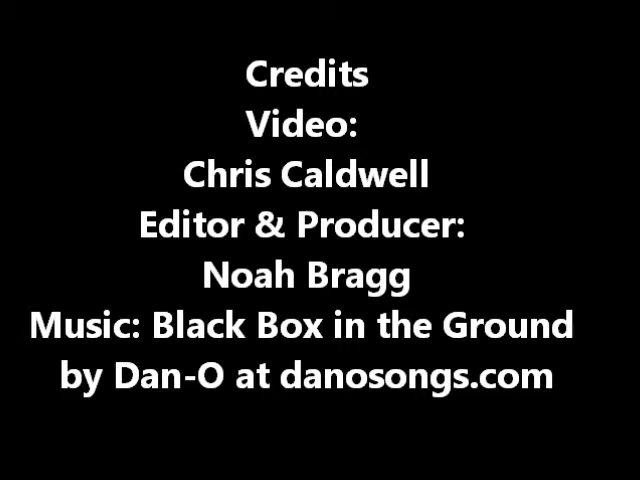 Credits
Video:
Chris Caldwell
Editor & Producer:
Noah Bragg
Music: Black Box in the Ground
by Dan-O at danosongs.com